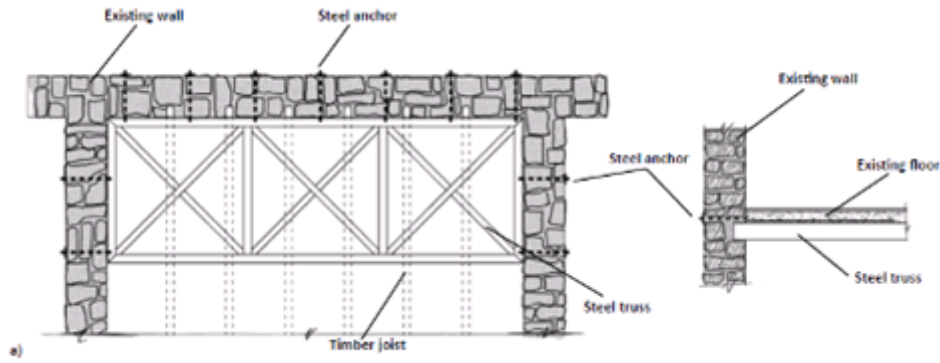 Existing wall
Steel anchor
Existing wall
Steel anchor
Existing floor
Steel truss
Steel truss
Timber joist
a)